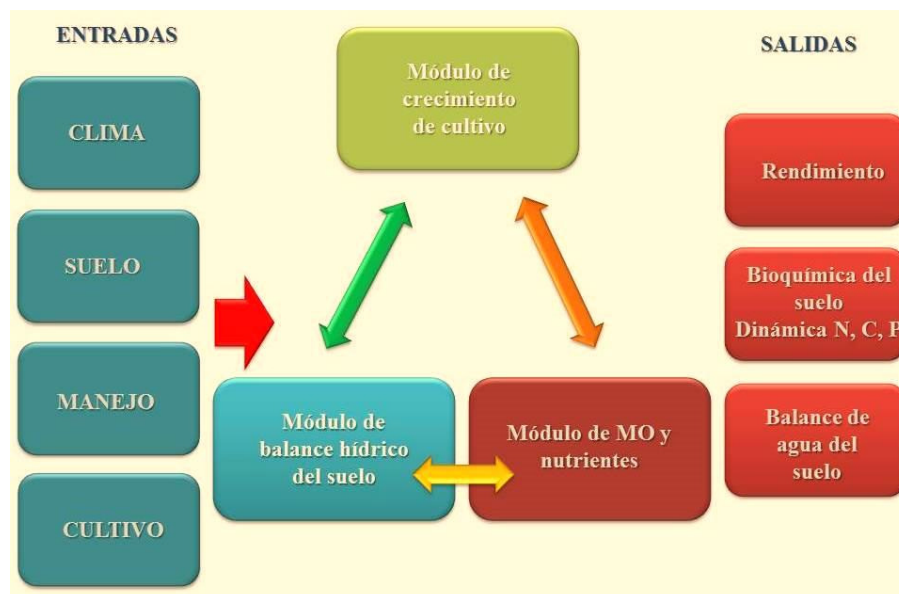 ENTRADAS
CLIMA
SUELO
MANEJO
CULTIVO
Módulo de
crecimiento
de cultivo
Módulo de
balance hídrico
del suelo
Módulo de MO y
nutrientes
SALIDAS
Rendimiento
Bioquímica del
suelo
Dinámica N, C, P
Balance de
agua del
suelo